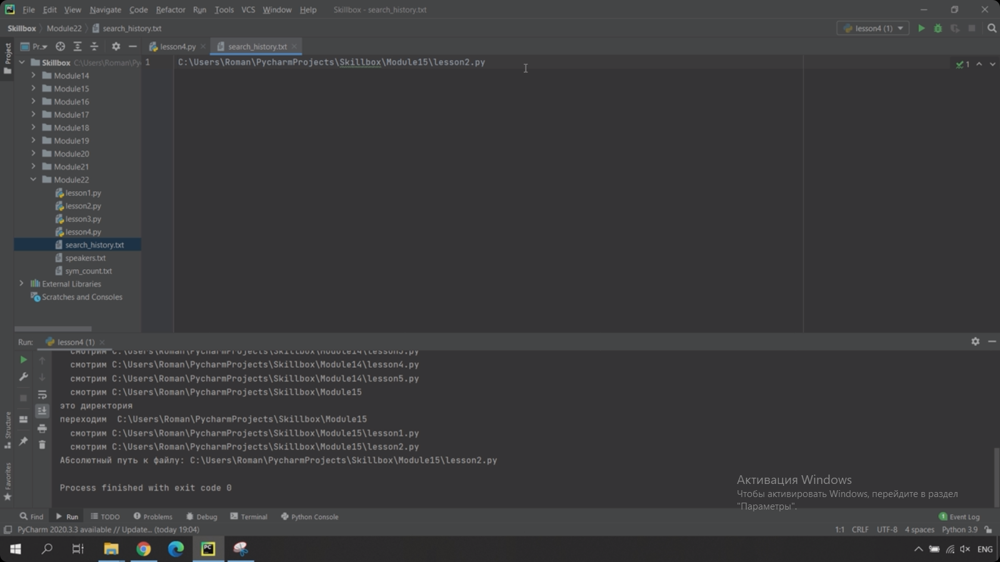 File Edit View Navigate Code Refactor Run Tools VCS Window Help Skillbox - search_history.txt
Skillbox Module22 search_history.txt lesson4 (1)
Project
Pr... lesson4.py search_history.txt
Skillbox C:\Users\Roman\Py
1 C:\Users\Roman\PycharmProjects\Skillbox\Module15\lesson2.py 1
Module14
Module15
Module16
Module17
Module18
Module19
Module20
Module21
Module22
lesson1.py
lesson2.py
lesson3.py
lesson4.py
search_history.txt
speakers.txt
sym_count.txt
External Libraries
Scratches and Consoles
Run: lesson4 (1)
смотрим C:\Users\Roman\PycharmProjects\Skillbox\Module14\lesson3.py
смотрим C:\Users\Roman\PycharmProjects\Skillbox\Module14\lesson4.py
смотрим C:\Users\Roman\PycharmProjects\Skillbox\Module14\lesson5.py
смотрим C:\Users\Roman\PycharmProjects\Skillbox\Module15
это директория
переходим C:\Users\Roman\PycharmProjects\Skillbox\Module15
смотрим C:\Users\Roman\PycharmProjects\Skillbox\Module15\lesson1.py
смотрим C:\Users\Roman\PycharmProjects\Skillbox\Module15\lesson2.py
Абсолютный путь к файлу: C:\Users\Roman\PycharmProjects\Skillbox\Module15\lesson2.py
Process finished with exit code 0
Structure
Favorites
Активация Windows
Чтобы активировать Windows, перейдите в раздел
"Параметры".
Find Run TODO Problems Debug Terminal Python Console 1 Event Log
PyCharm 2020.3.3 available // Update... (today 19:04) 1:1 CRLF UTF-8 4 spaces Python 3.9
ENG